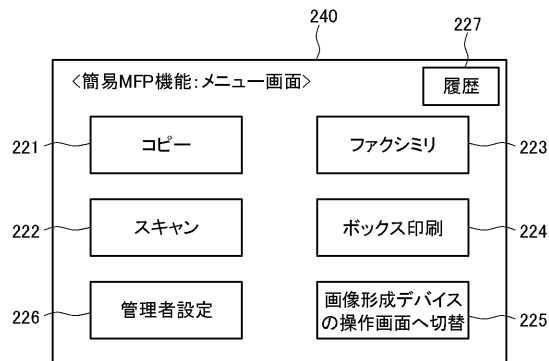 240
227
<簡易MFP機能:メニュー画面>
履歴
221
コピー
ファクシミリ
223
222
スキャン
ボックス印刷
224
226
管理者設定
画像形成デバイス
の操作画面へ切替
225